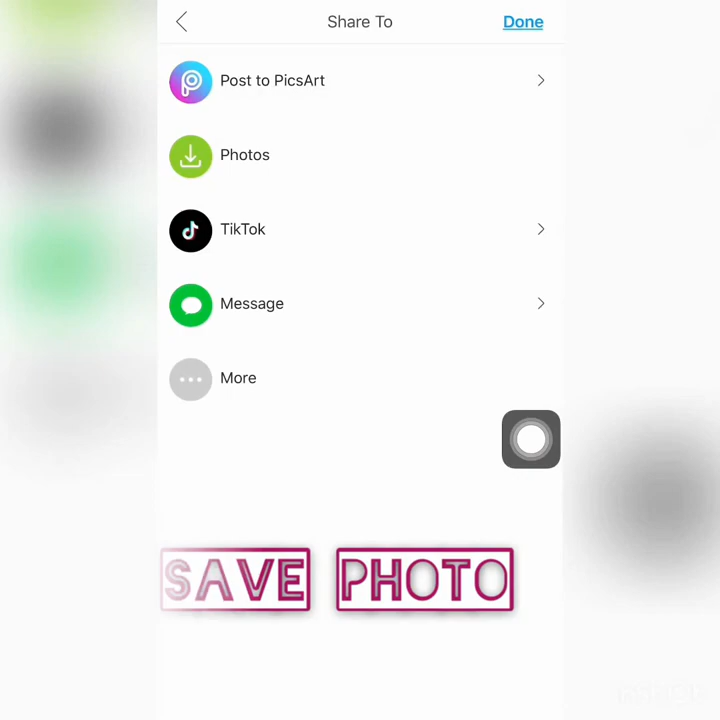 Share To
Done
Post to PicsArt
Photos
TikTok
Message
More
SAVE PHOTO